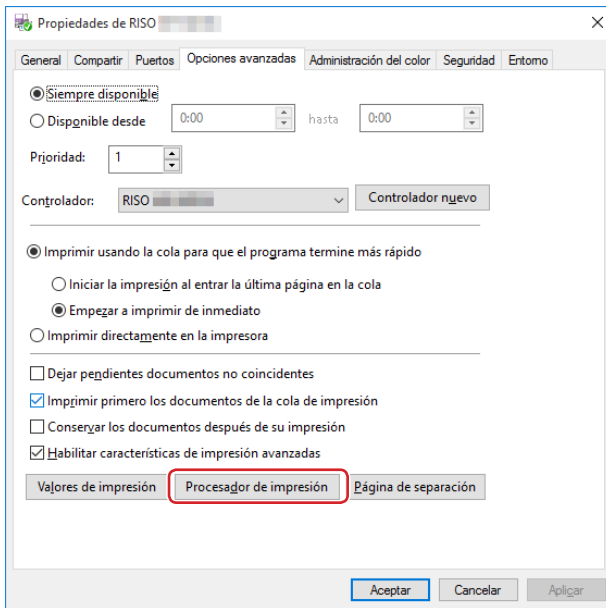 Propiedades de RISO
General Compartir Puertos Opciones avanzadas Administración del color Seguridad Entorno
Siempre disponible
Disponible desde 0:00 hasta 0:00
Prioridad: 1
Controlador: RISO Controlador nuevo
Imprimir usando la cola para que el programa termine más rápido
Iniciar la impresión al entrar la última página en la cola
Empezar a imprimir de inmediato
Imprimir directamente en la impresora
Dejar pendientes documentos no coincidentes
Imprimir primero los documentos de la cola de impresión
Conservar los documentos después de su impresión
Habilitar características de impresión avanzadas
Valores de impresión Procesador de impresión Página de separación
Aceptar Cancelar Aplicar